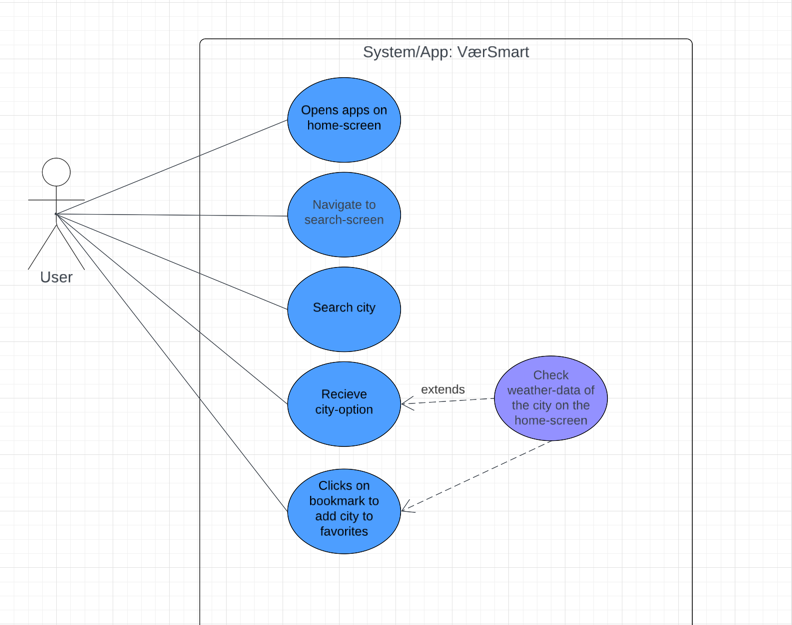 System/App: VærSmart
Opens apps on
home-screen
Navigate to
search-screen
User
Search city
Recieve
city-option
extends
Check
weather-data of
the city on the
home-screen
Clicks on
bookmark to
add city to
favorites